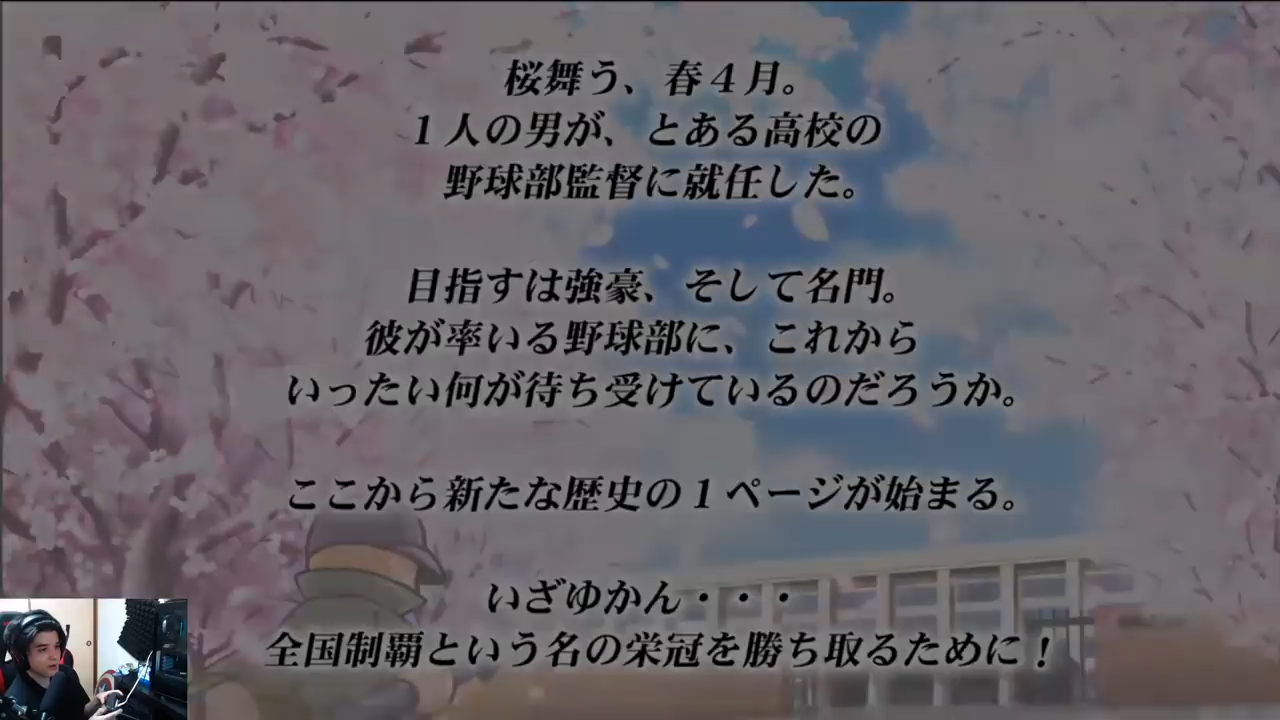 桜舞う、春４月。
１人の男が、とある高校の
野球部監督に就任した。
目指すは強豪、そして名門。
彼が率いる野球部に、これから
いったい何が待ち受けているのだろうか。
ここから新たな歴史の１ページが始まる。
いざゆかん・・・
全国制覇という名の栄冠を勝ち取るために！